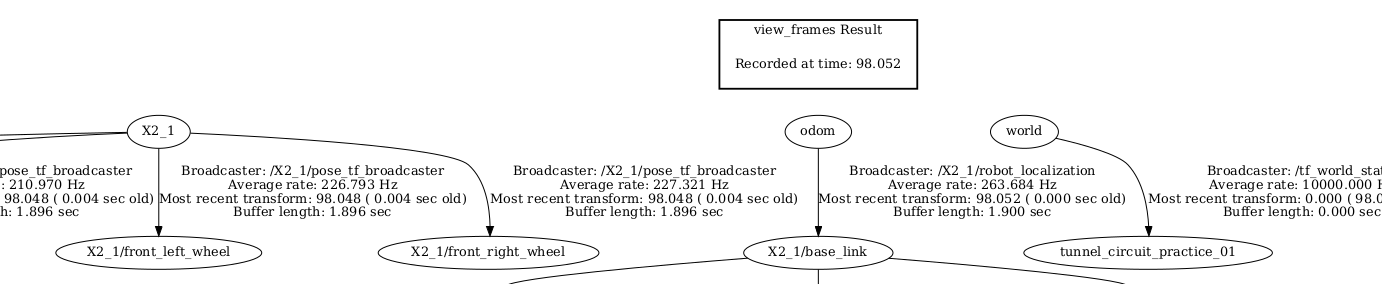 view_frames Result
Recorded at time: 98.052
X2_1
odom
world
pose_tf_broadcaster
: 210.970 Hz
98.048 ( 0.004 sec old)
h: 1.896 sec
Broadcaster: /X2_1/pose_tf_broadcaster
Average rate: 226.793 Hz
Most recent transform: 98.048 ( 0.004 sec old)
Buffer length: 1.896 sec
Broadcaster: /X2_1/pose_tf_broadcaster
Average rate: 227.321 Hz
Most recent transform: 98.048 ( 0.004 sec old)
Buffer length: 1.896 sec
Broadcaster: /X2_1/robot_localization
Average rate: 263.684 Hz
Most recent transform: 98.052 ( 0.000 sec old)
Buffer length: 1.900 sec
Broadcaster: /tf_world_stat
Average rate: 10000.000 H
Most recent transform: 0.000 ( 98.0
Buffer length: 0.000 sec
X2_1/front_left_wheel
X2_1/front_right_wheel
X2_1/base_link
tunnel_circuit_practice_01